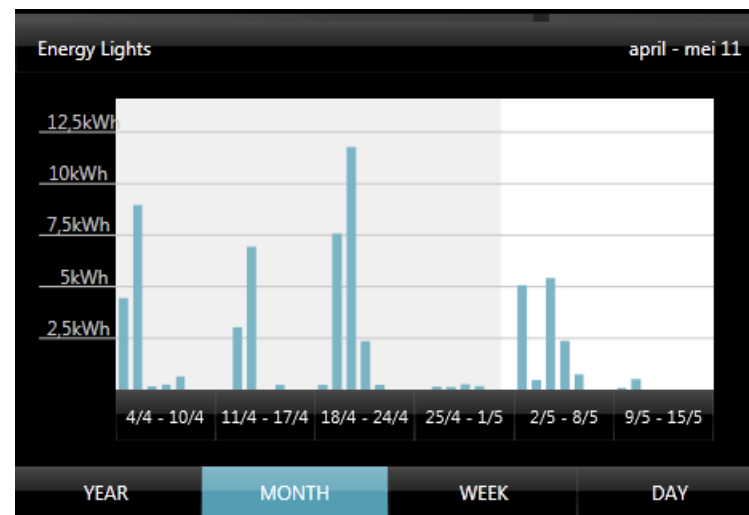 Energy Lights april - mei 11
12,5kWh
10kWh
7,5kWh
5kWh
2,5kWh
4/4 - 10/4 11/4 - 17/4 18/4 - 24/4 25/4 - 1/5 2/5 - 8/5 9/5 - 15/5
YEAR MONTH WEEK DAY